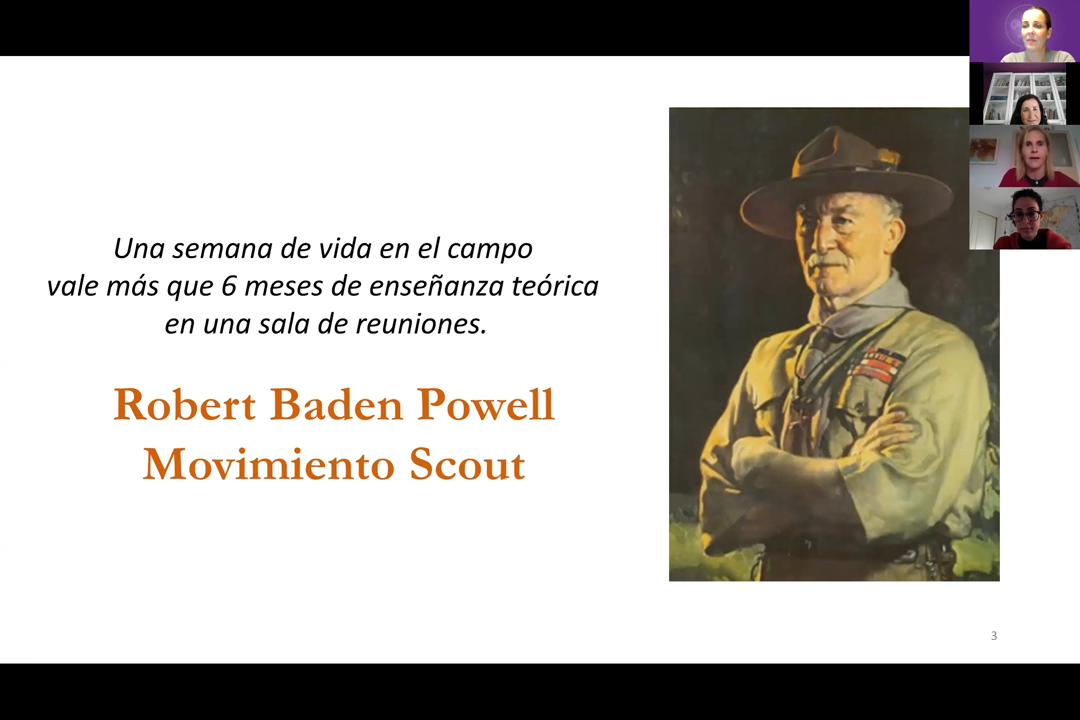 Una semana de vida en el campo
vale más que 6 meses de enseñanza teórica
en una sala de reuniones.
Robert Baden Powell
Movimiento Scout
3